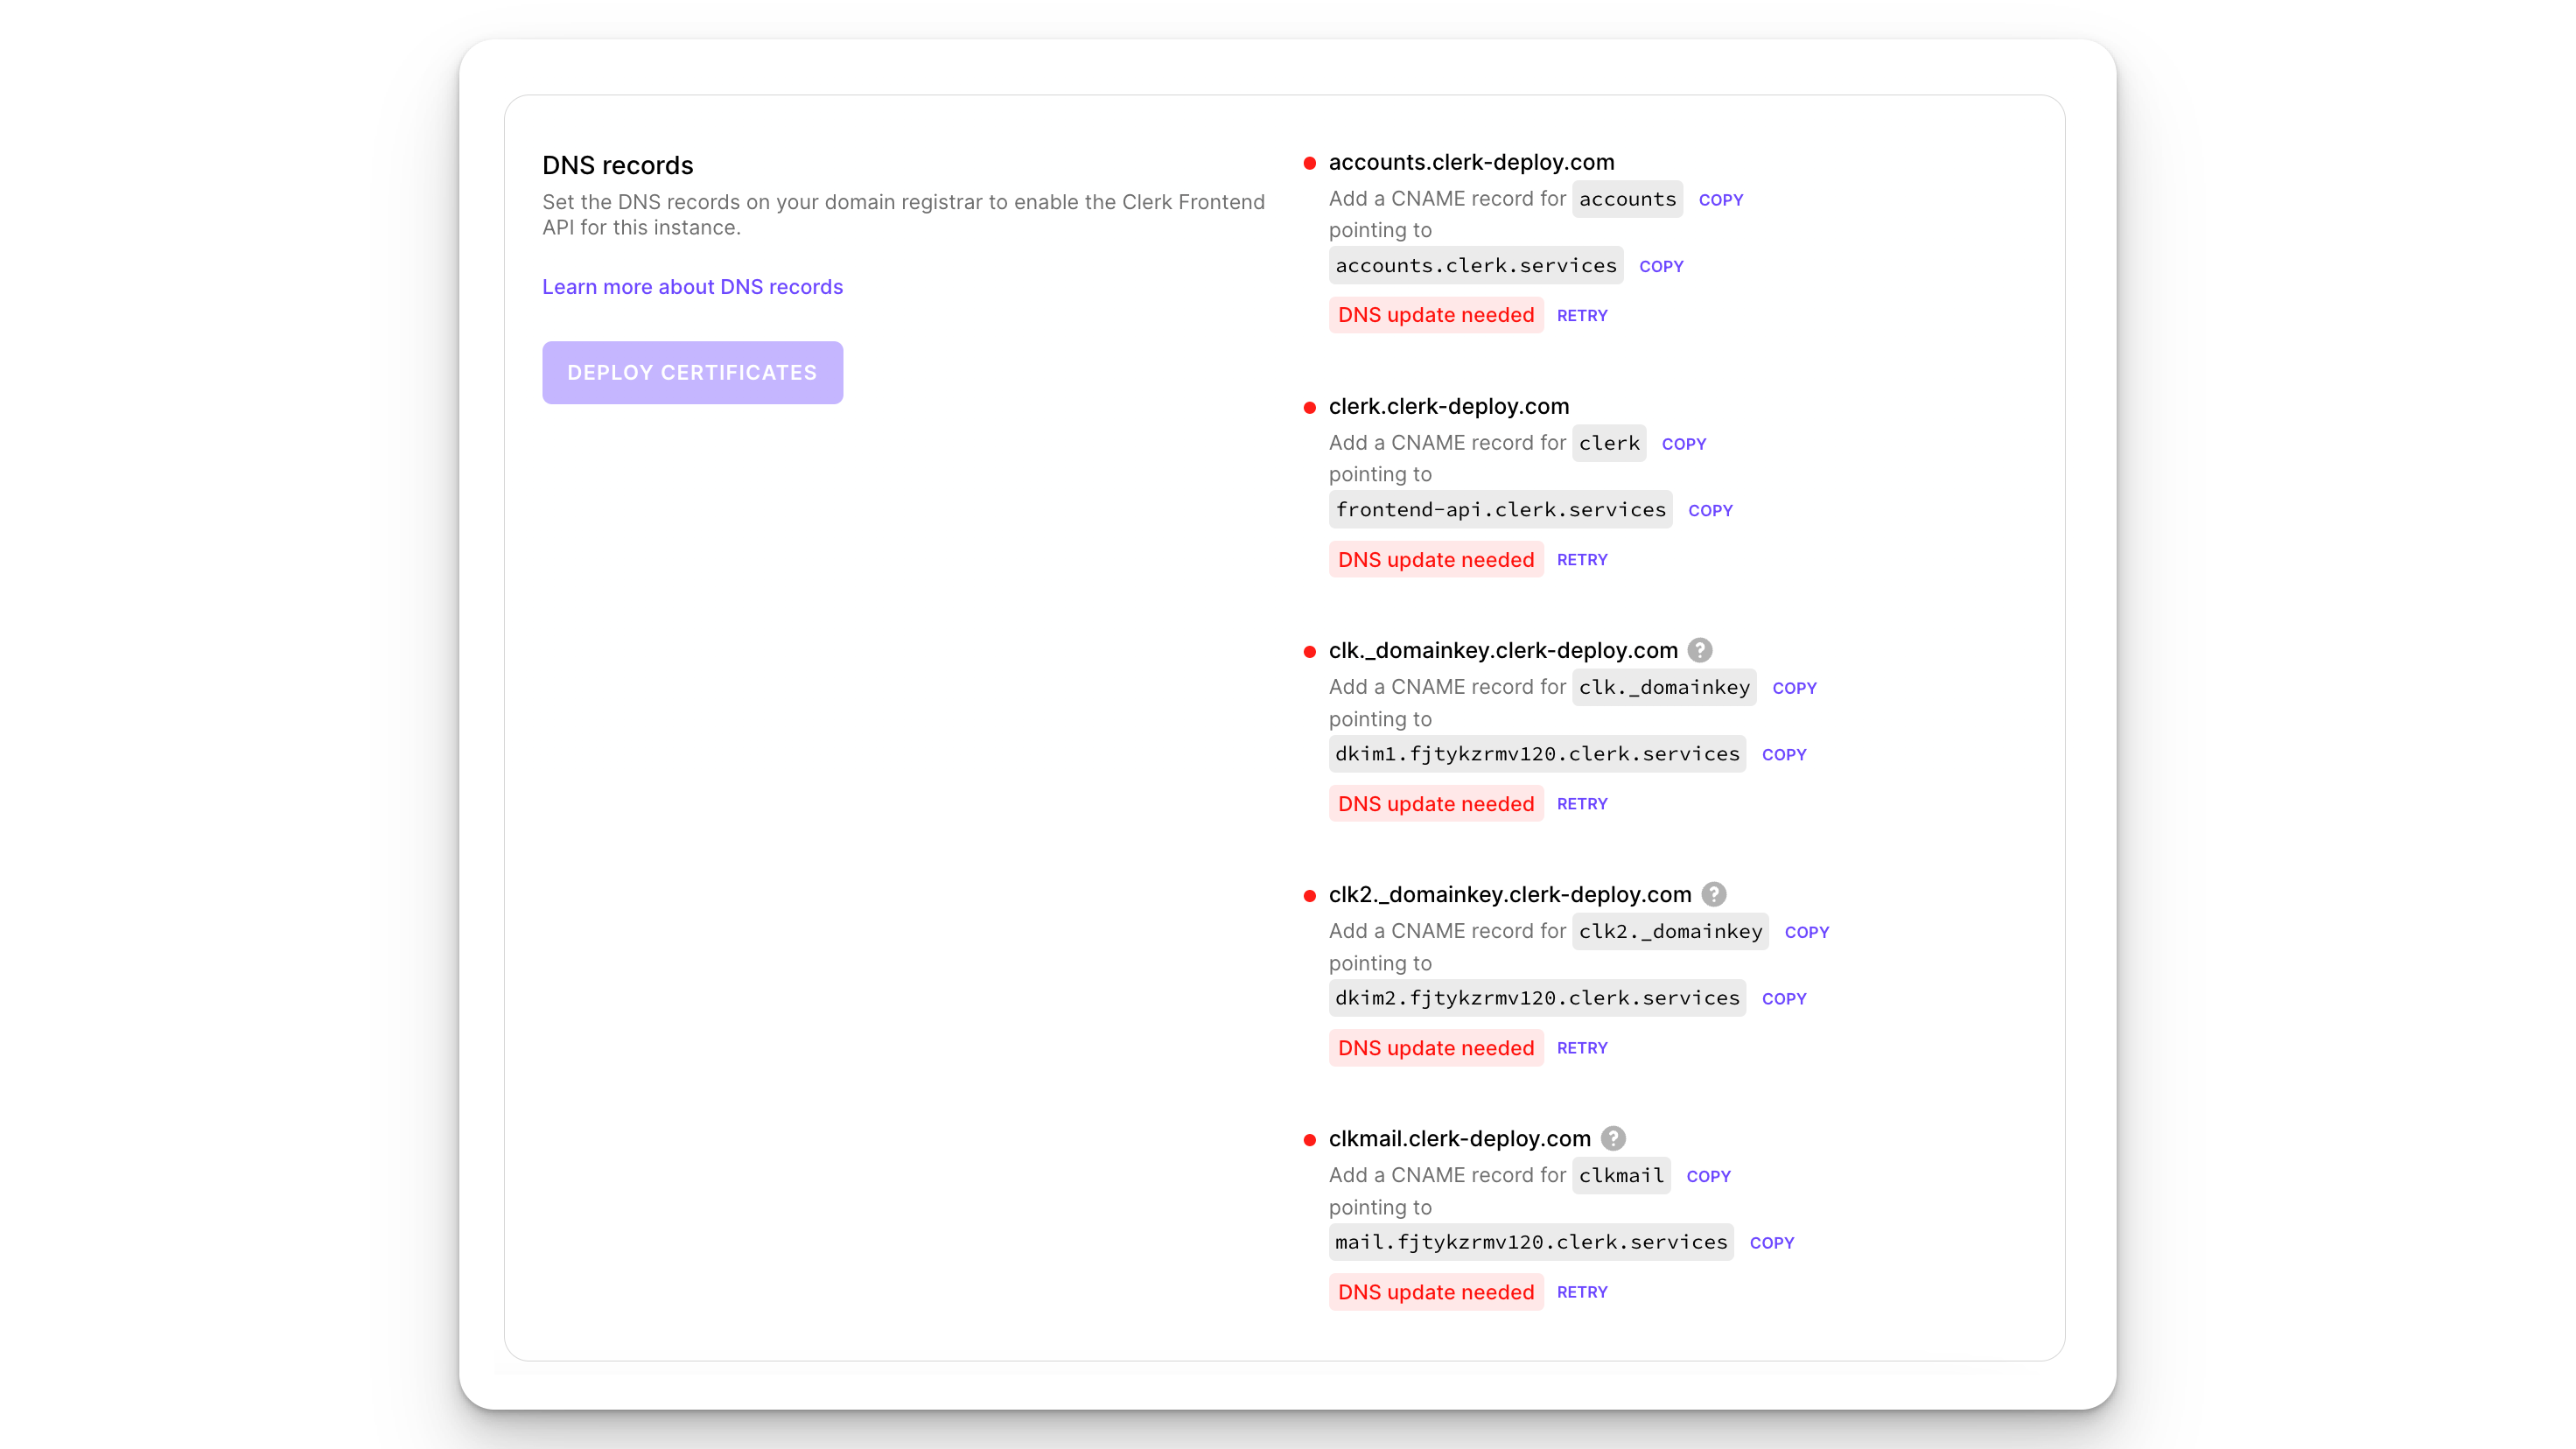 DNS records
Set the DNS records on your domain registrar to enable the Clerk Frontend
API for this instance.
Learn more about DNS records
DEPLOY CERTIFICATES
accounts.clerk-deploy.com
Add a CNAME record for accounts COPY
pointing to
accounts.clerk.services COPY
DNS update needed RETRY
clerk.clerk-deploy.com
Add a CNAME record for clerk COPY
pointing to
frontend-api.clerk.services COPY
DNS update needed RETRY
clk._domainkey.clerk-deploy.com ?
Add a CNAME record for clk._domainkey COPY
pointing to
dkim1.fjtykzrmv120.clerk.services COPY
DNS update needed RETRY
clk2._domainkey.clerk-deploy.com ?
Add a CNAME record for clk2._domainkey COPY
pointing to
dkim2.fjtykzrmv120.clerk.services COPY
DNS update needed RETRY
clkmail.clerk-deploy.com ?
Add a CNAME record for clkmail COPY
pointing to
mail.fjtykzrmv120.clerk.services COPY
DNS update needed RETRY